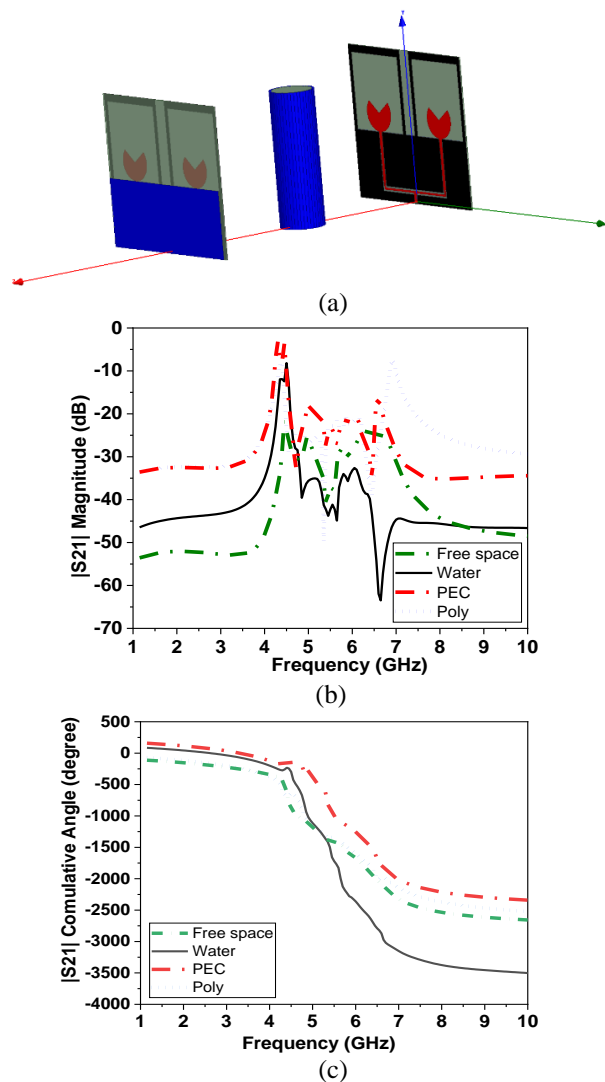 (a)
0
-10
-20
-30
-40
-50
-60
-70
|S21| Magnitude (dB)
Free space
Water
PEC
Poly
1 2 3 4 5 6 7 8 9 10
Frequency (GHz)
(b)
500
0
-500
-1000
-1500
-2000
-2500
-3000
-3500
-4000
|S21| Comulative Angle (degree)
Free space
Water
PEC
Poly
1 2 3 4 5 6 7 8 9 10
Frequency (GHz)
(c)